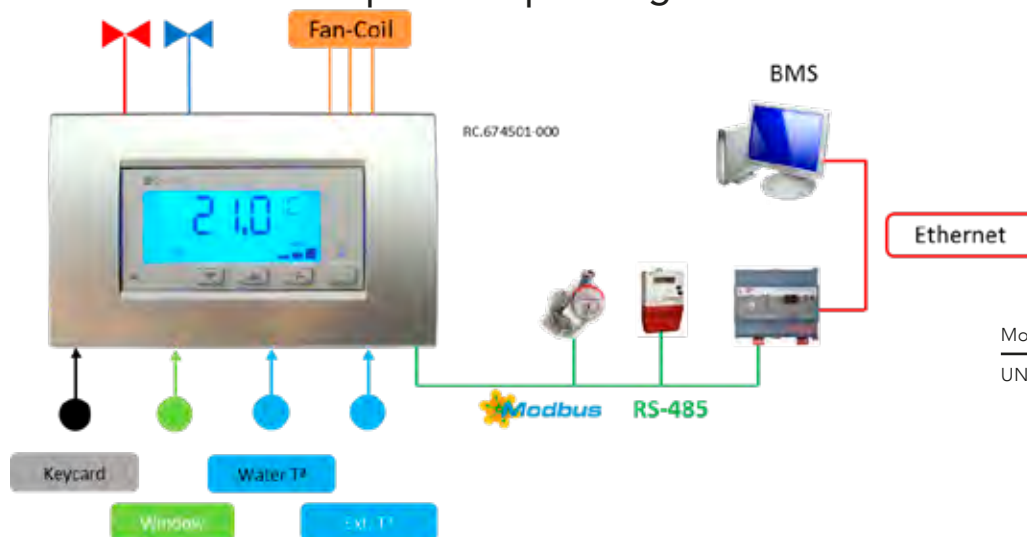 Fan-Coil
BMS
RC.674501-000
21.0 °C
Ethernet
Modbus RS-485
Keycard
Water Tª
Window
Ext. Tª